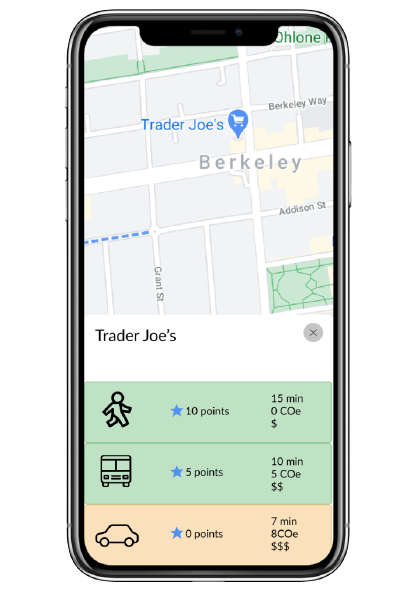 Ohlone
Berkeley Way
Trader Joe's
Berkeley
Addison St
Grant St
Trader Joe's
10 points
15 min
0 COe
$
5 points
10 min
5 COe
$$
0 points
7 min
8COe
$$$